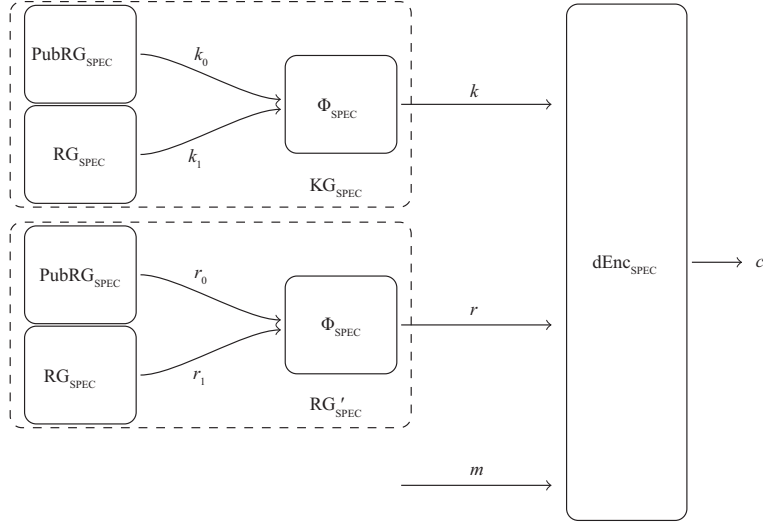 PubRG_SPEC
k_0
Φ_SPEC
k
RG_SPEC
k_1
KG_SPEC
PubRG_SPEC
r_0
dEnc_SPEC
c
Φ_SPEC
r
RG_SPEC
r_1
RG′_SPEC
m